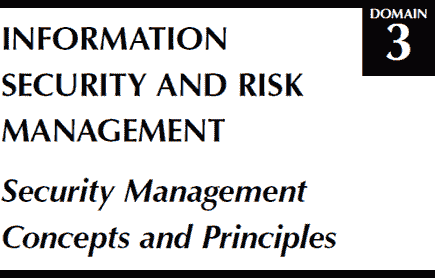 DOMAIN
3
INFORMATION
SECURITY AND RISK
MANAGEMENT
Security Management
Concepts and Principles